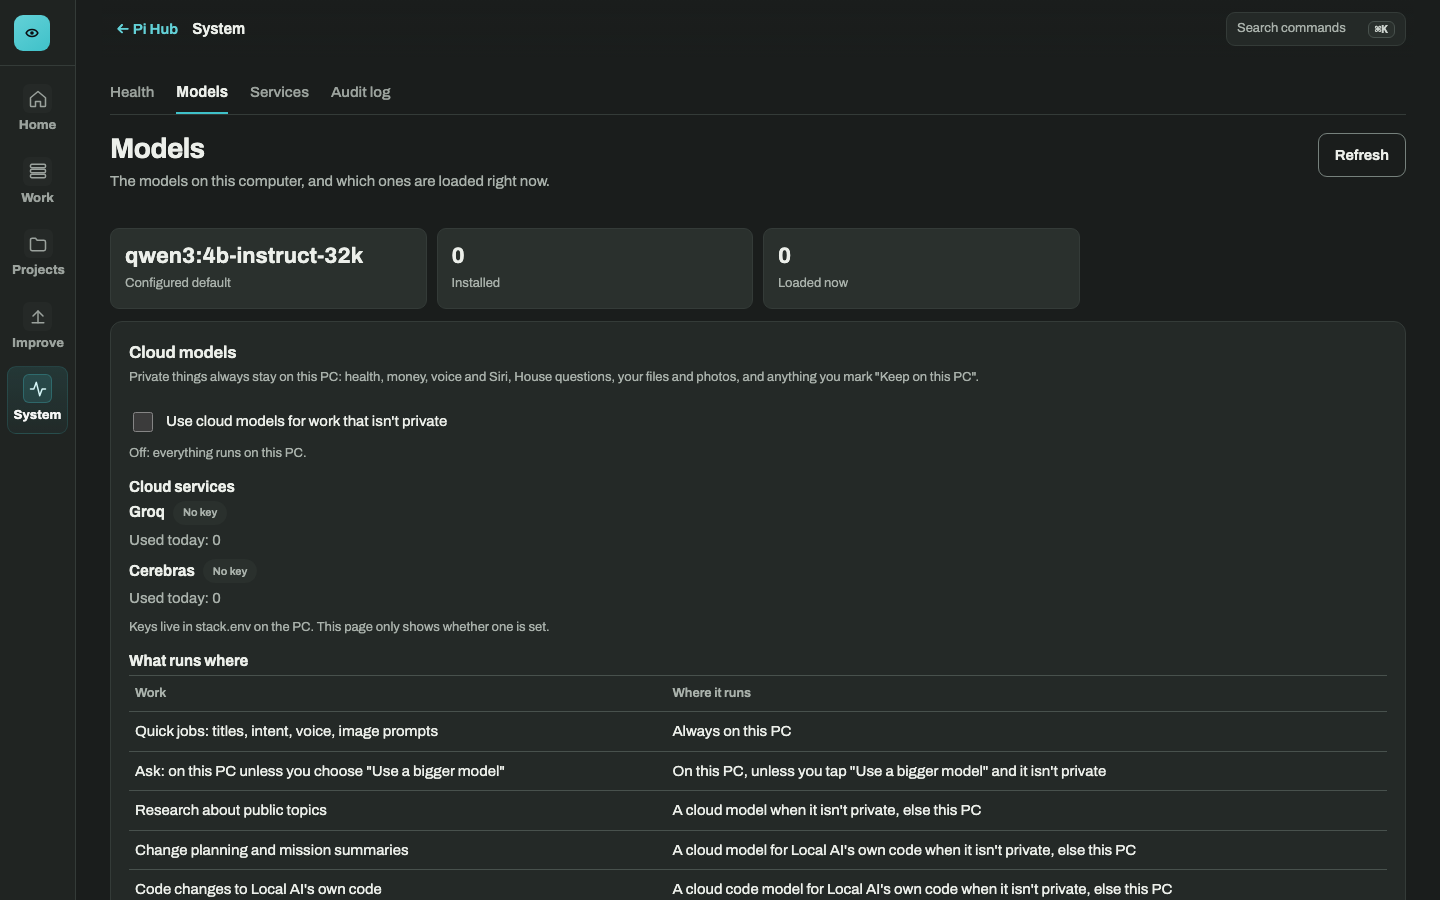 ← Pi Hub System
Search commands ⌘K
Home
Work
Projects
Improve
System
Health Models Services Audit log
Models
The models on this computer, and which ones are loaded right now.
Refresh
qwen3:4b-instruct-32k
Configured default
0
Installed
0
Loaded now
Cloud models
Private things always stay on this PC: health, money, voice and Siri, House questions, your files and photos, and anything you mark "Keep on this PC".
Use cloud models for work that isn't private
Off: everything runs on this PC.
Cloud services
Groq No key
Used today: 0
Cerebras No key
Used today: 0
Keys live in stack.env on the PC. This page only shows whether one is set.
What runs where
Work Where it runs
Quick jobs: titles, intent, voice, image prompts Always on this PC
Ask: on this PC unless you choose "Use a bigger model" On this PC, unless you tap "Use a bigger model" and it isn't private
Research about public topics A cloud model when it isn't private, else this PC
Change planning and mission summaries A cloud model for Local AI's own code when it isn't private, else this PC
Code changes to Local AI's own code A cloud code model for Local AI's own code when it isn't private, else this PC